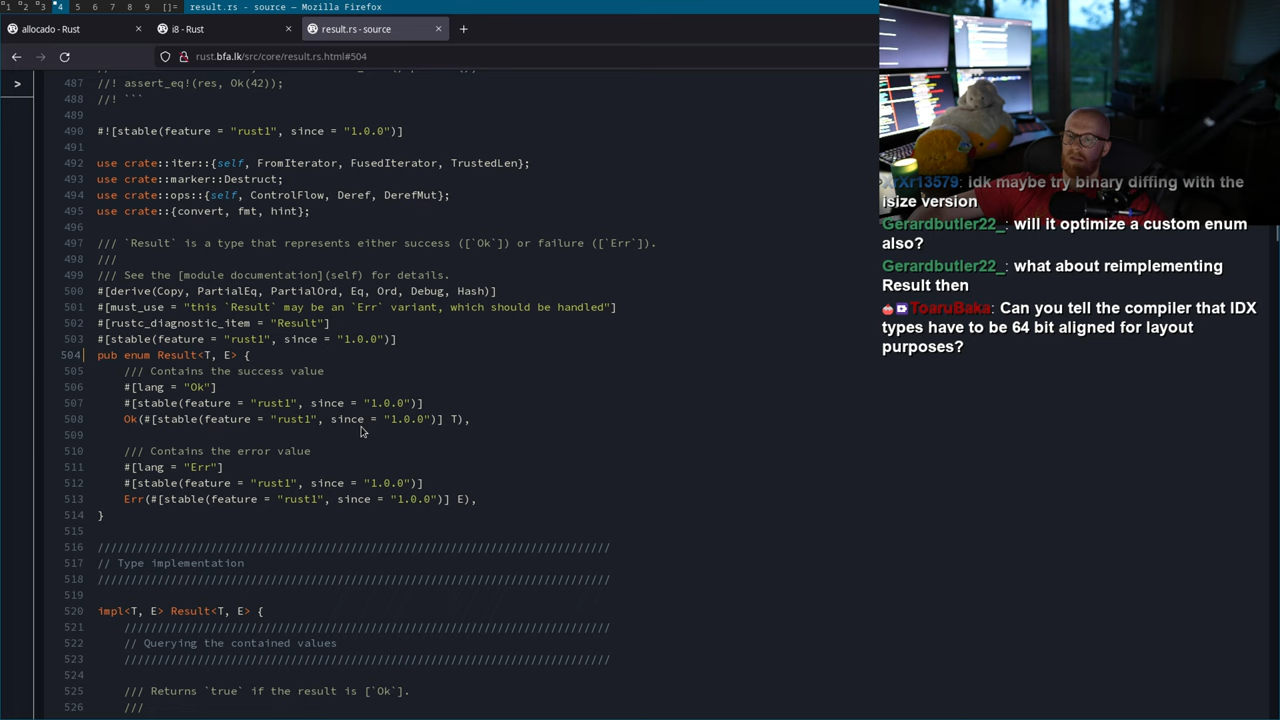 1 2 3 4 5 6 7 8 9 []= result.rs - source — Mozilla Firefox
allocado - Rust × i8 - Rust × result.rs - source × +
rust.bfa.lk/src/core/result.rs.html#504
>
487 //! assert_eq!(res, Ok(42));
488 //! ```
489
490 #![stable(feature = "rust1", since = "1.0.0")]
491
492 use crate::iter::{self, FromIterator, FusedIterator, TrustedLen};
493 use crate::marker::Destruct;
494 use crate::ops::{self, ControlFlow, Deref, DerefMut};
495 use crate::{convert, fmt, hint};
496
497 /// `Result` is a type that represents either success ([`Ok`]) or failure ([`Err`]).
498 ///
499 /// See the [module documentation](self) for details.
500 #[derive(Copy, PartialEq, PartialOrd, Eq, Ord, Debug, Hash)]
501 #[must_use = "this `Result` may be an `Err` variant, which should be handled"]
502 #[rustc_diagnostic_item = "Result"]
503 #[stable(feature = "rust1", since = "1.0.0")]
504 pub enum Result<T, E> {
505 /// Contains the success value
506 #[lang = "Ok"]
507 #[stable(feature = "rust1", since = "1.0.0")]
508 Ok(#[stable(feature = "rust1", since = "1.0.0")] T),
509
510 /// Contains the error value
511 #[lang = "Err"]
512 #[stable(feature = "rust1", since = "1.0.0")]
513 Err(#[stable(feature = "rust1", since = "1.0.0")] E),
514 }
515
516 /////////////////////////////////////////////////////////////////////////////
517 // Type implementation
518 /////////////////////////////////////////////////////////////////////////////
519
520 impl<T, E> Result<T, E> {
521 /////////////////////////////////////////////////////////////////////////
522 // Querying the contained values
523 /////////////////////////////////////////////////////////////////////////
524
525 /// Returns `true` if the result is [`Ok`].
526 ///
XrXr13579: idk maybe try binary diffing with the
isize version
Gerardbutler22_: will it optimize a custom enum
also?
Gerardbutler22_: what about reimplementing
Result then
ToaruBaka: Can you tell the compiler that IDX
types have to be 64 bit aligned for layout
purposes?